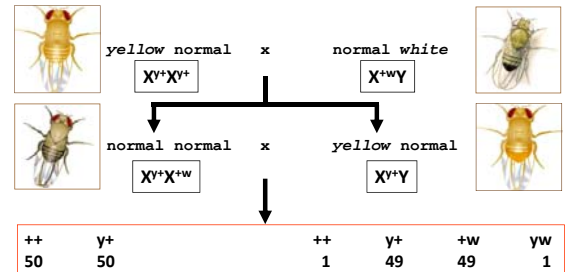 yellow normal x normal white
Xʸ⁺Xʸ⁺ X⁺ʷY
normal normal x yellow normal
Xʸ⁺X⁺ʷ Xʸ⁺Y
++ y+ ++ y+ +w yw
50 50 1 49 49 1